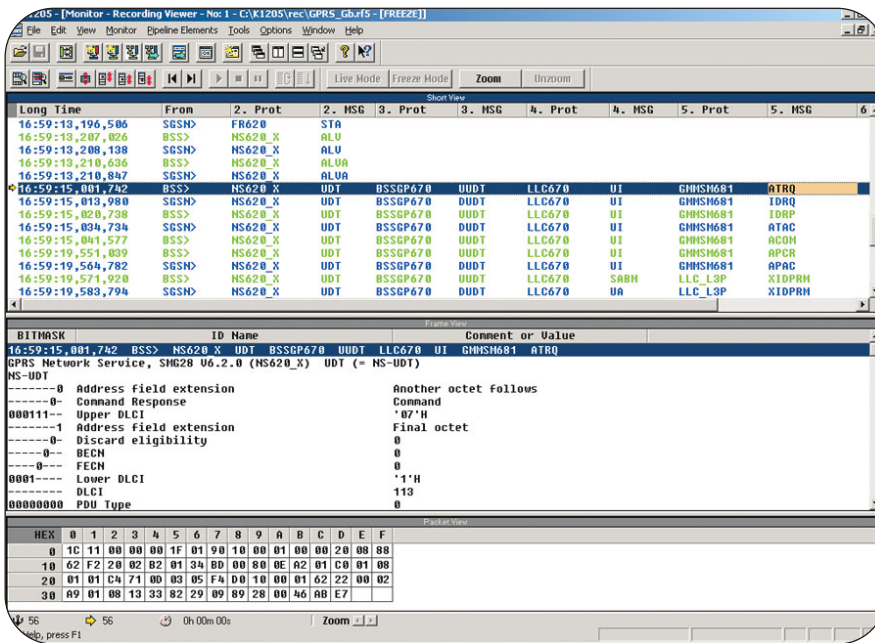 1205 - [Monitor - Recording Viewer - No: 1 - C:\K1205\rec\GPRS_Gb.rf5 - [FREEZE]]
File Edit View Monitor Pipeline Elements Tools Options Window Help
Live Mode Freeze Mode Zoom Unzoom
Short View
Long Time From 2. Prot 2. MSG 3. Prot 3. MSG 4. Prot 4. MSG 5. Prot 5. MSG 6
16:59:13,196,506 SGSN> FR620 STA
16:59:13,207,026 BSS> NS620_X ALV
16:59:13,208,138 SGSN> NS620_X ALV
16:59:13,210,636 BSS> NS620_X ALVA
16:59:13,210,847 SGSN> NS620_X ALVA
16:59:15,001,742 BSS> NS620_X UDT BSSGP670 UUDT LLC670 UI GMMSM681 ATRQ
16:59:15,013,980 SGSN> NS620_X UDT BSSGP670 DUDT LLC670 UI GMMSM681 IDRQ
16:59:15,020,738 BSS> NS620_X UDT BSSGP670 UUDT LLC670 UI GMMSM681 IDRP
16:59:15,034,734 SGSN> NS620_X UDT BSSGP670 DUDT LLC670 UI GMMSM681 ATAC
16:59:15,041,577 BSS> NS620_X UDT BSSGP670 UUDT LLC670 UI GMMSM681 ACOM
16:59:19,551,039 BSS> NS620_X UDT BSSGP670 UUDT LLC670 UI GMMSM681 APCR
16:59:19,564,782 SGSN> NS620_X UDT BSSGP670 DUDT LLC670 UI GMMSM681 APAC
16:59:19,571,920 BSS> NS620_X UDT BSSGP670 UUDT LLC670 SABM LLC_L3P XIDPRM
16:59:19,583,794 SGSN> NS620_X UDT BSSGP670 DUDT LLC670 UA LLC_L3P XIDPRM
Frame View
BITMASK ID Name Comment or Value
16:59:15,001,742 BSS> NS620_X UDT BSSGP670 UUDT LLC670 UI GMMSM681 ATRQ
GPRS Network Service, SMG28 V6.2.0 (NS620_X) UDT (= NS-UDT)
NS-UDT
-------0 Address field extension Another octet follows
------0- Command Response Command
000111-- Upper DLCI '07'H
-------1 Address field extension Final octet
------0- Discard eligibility 0
-----0-- BECN 0
----0--- FECN 0
0001---- Lower DLCI '1'H
-------- DLCI 113
00000000 PDU Type 0
Packet View
HEX 0 1 2 3 4 5 6 7 8 9 A B C D E F
0 1C 11 00 00 00 1F 01 90 10 00 01 00 00 20 08 88
10 62 F2 20 02 B2 01 34 BD 00 80 0E A2 01 C0 01 08
20 01 01 C4 71 0D 03 05 F4 D0 10 00 01 62 22 00 02
30 A9 01 08 13 33 82 29 09 89 28 00 46 AB E7
56 56 0h 00m 00s Zoom
Help, press F1